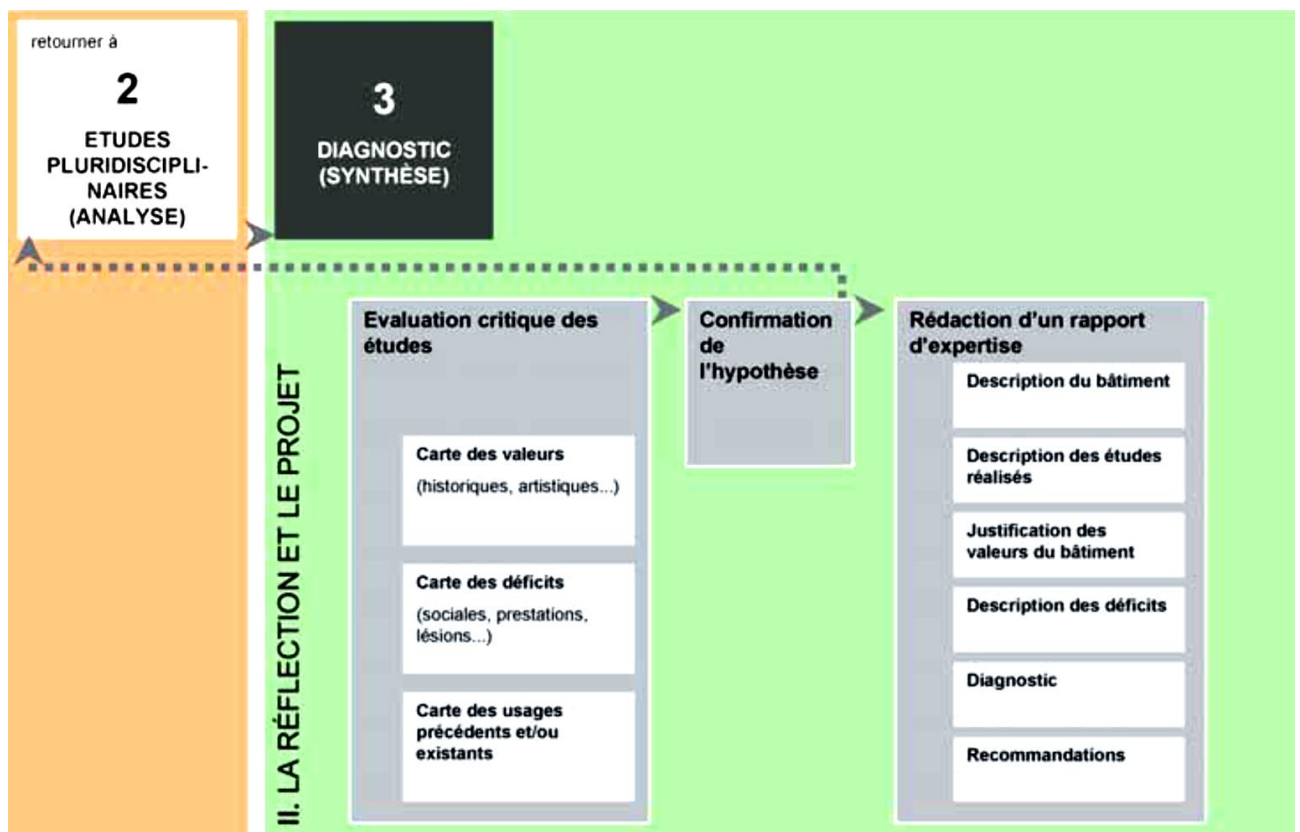 retourner à
2
ETUDES
PLURIDISCIPLI-
NAIRES
(ANALYSE)
3
DIAGNOSTIC
(SYNTHÈSE)
II. LA RÉFLECTION ET LE PROJET
Evaluation critique des
études
Carte des valeurs
(historiques, artistiques...)
Carte des déficits
(sociales, prestations,
lésions...)
Carte des usages
précédents et/ou
existants
Confirmation
de
l'hypothèse
Rédaction d'un rapport
d'expertise
Description du bâtiment
Description des études
réalisés
Justification des
valeurs du bâtiment
Description des déficits
Diagnostic
Recommandations